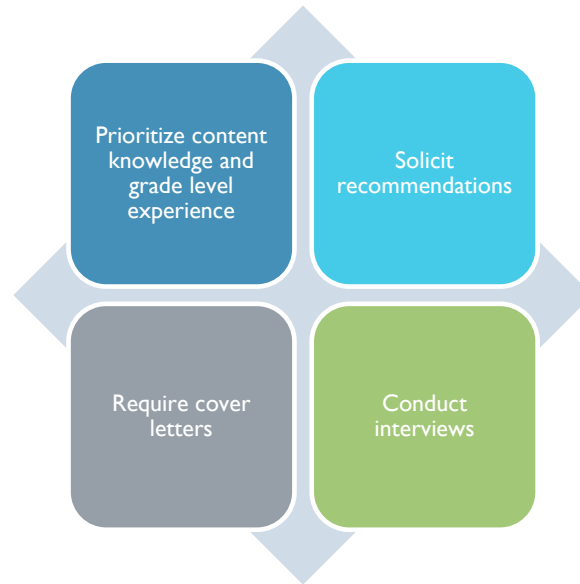 Prioritize content
knowledge and
grade level
experience
Solicit
recommendations
Require cover
letters
Conduct
interviews